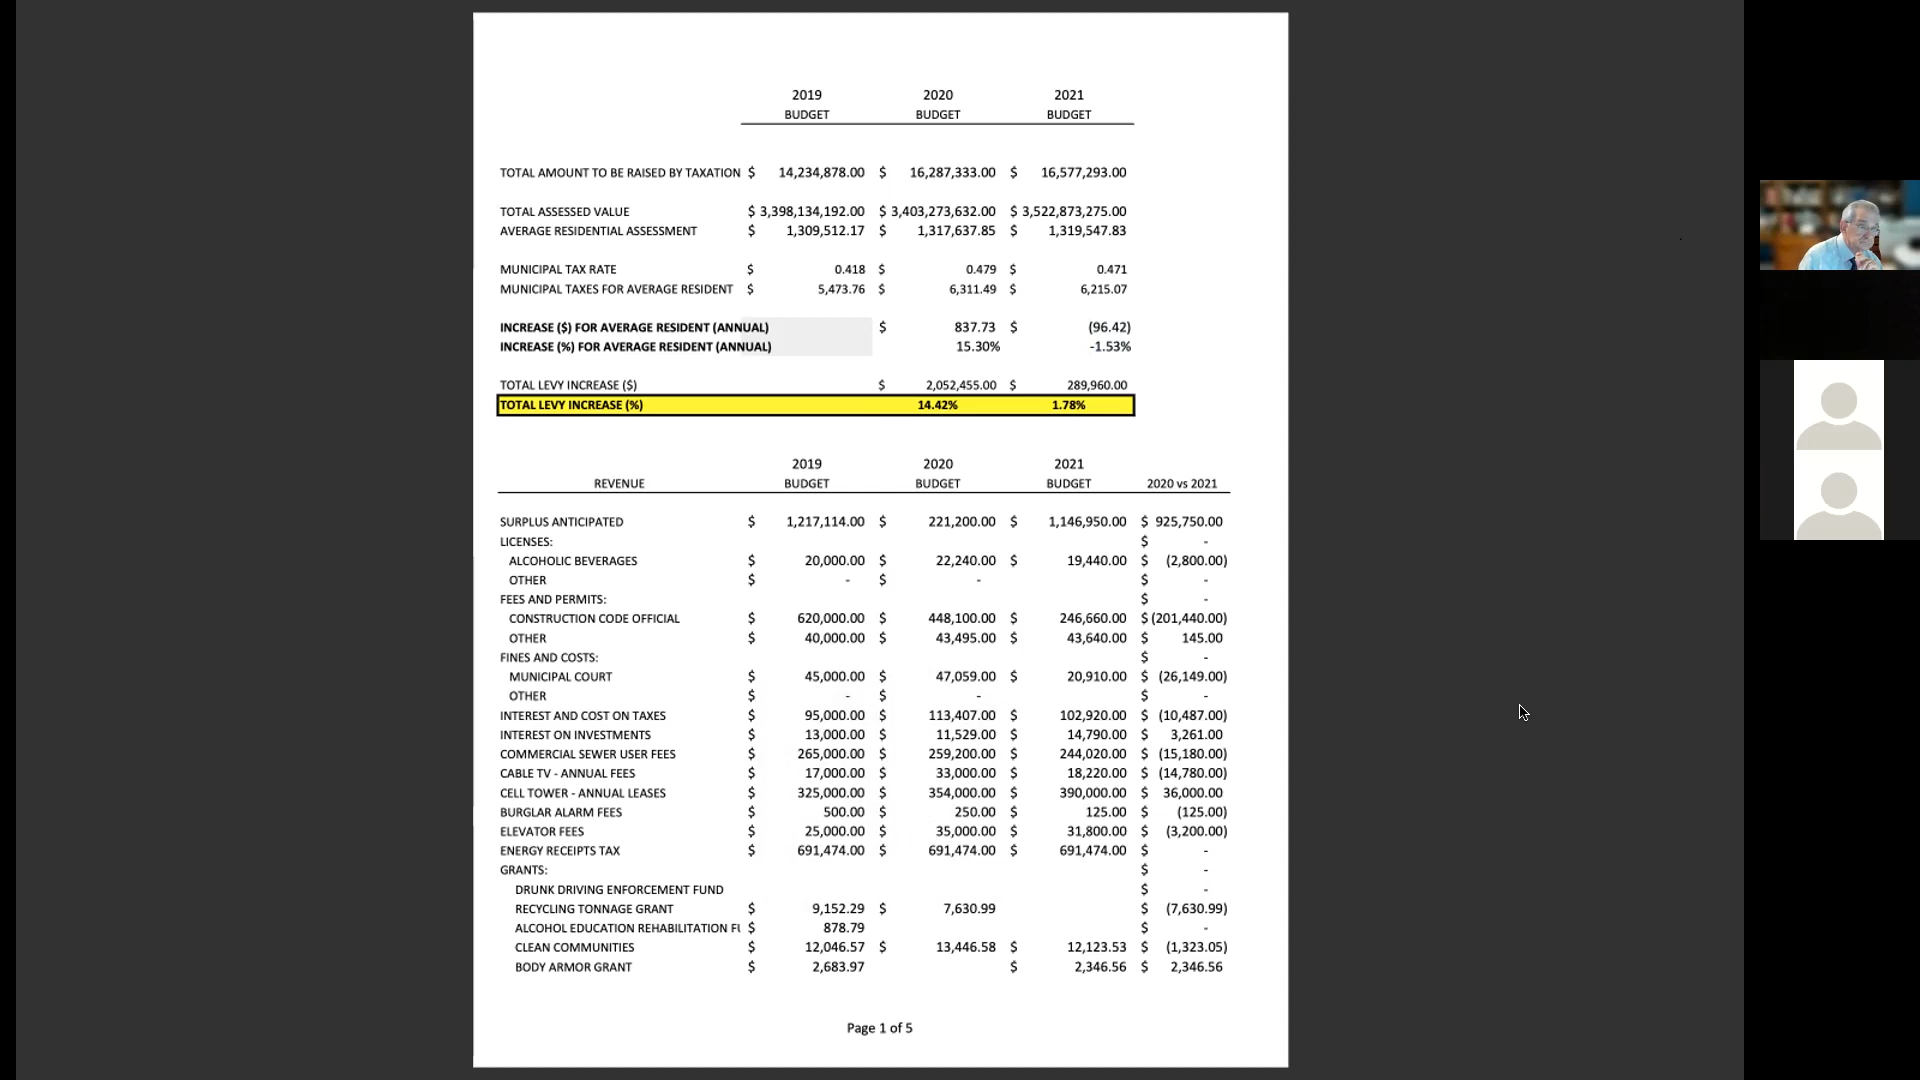 2019 2020 2021
BUDGET BUDGET BUDGET
TOTAL AMOUNT TO BE RAISED BY TAXATION $ 14,234,878.00 $ 16,287,333.00 $ 16,577,293.00
TOTAL ASSESSED VALUE $ 3,398,134,192.00 $ 3,403,273,632.00 $ 3,522,873,275.00
AVERAGE RESIDENTIAL ASSESSMENT $ 1,309,512.17 $ 1,317,637.85 $ 1,319,547.83
MUNICIPAL TAX RATE $ 0.418 $ 0.479 $ 0.471
MUNICIPAL TAXES FOR AVERAGE RESIDENT $ 5,473.76 $ 6,311.49 $ 6,215.07
INCREASE ($) FOR AVERAGE RESIDENT (ANNUAL) $ 837.73 $ (96.42)
INCREASE (%) FOR AVERAGE RESIDENT (ANNUAL) 15.30% -1.53%
TOTAL LEVY INCREASE ($) $ 2,052,455.00 $ 289,960.00
TOTAL LEVY INCREASE (%) 14.42% 1.78%
2019 2020 2021
REVENUE BUDGET BUDGET BUDGET 2020 vs 2021
SURPLUS ANTICIPATED $ 1,217,114.00 $ 221,200.00 $ 1,146,950.00 $ 925,750.00
LICENSES: $ -
ALCOHOLIC BEVERAGES $ 20,000.00 $ 22,240.00 $ 19,440.00 $ (2,800.00)
OTHER $ - $ - $ -
FEES AND PERMITS: $ -
CONSTRUCTION CODE OFFICIAL $ 620,000.00 $ 448,100.00 $ 246,660.00 $ (201,440.00)
OTHER $ 40,000.00 $ 43,495.00 $ 43,640.00 $ 145.00
FINES AND COSTS: $ -
MUNICIPAL COURT $ 45,000.00 $ 47,059.00 $ 20,910.00 $ (26,149.00)
OTHER $ - $ - $ -
INTEREST AND COST ON TAXES $ 95,000.00 $ 113,407.00 $ 102,920.00 $ (10,487.00)
INTEREST ON INVESTMENTS $ 13,000.00 $ 11,529.00 $ 14,790.00 $ 3,261.00
COMMERCIAL SEWER USER FEES $ 265,000.00 $ 259,200.00 $ 244,020.00 $ (15,180.00)
CABLE TV - ANNUAL FEES $ 17,000.00 $ 33,000.00 $ 18,220.00 $ (14,780.00)
CELL TOWER - ANNUAL LEASES $ 325,000.00 $ 354,000.00 $ 390,000.00 $ 36,000.00
BURGLAR ALARM FEES $ 500.00 $ 250.00 $ 125.00 $ (125.00)
ELEVATOR FEES $ 25,000.00 $ 35,000.00 $ 31,800.00 $ (3,200.00)
ENERGY RECEIPTS TAX $ 691,474.00 $ 691,474.00 $ 691,474.00 $ -
GRANTS: $ -
DRUNK DRIVING ENFORCEMENT FUND $ -
RECYCLING TONNAGE GRANT $ 9,152.29 $ 7,630.99 $ (7,630.99)
ALCOHOL EDUCATION REHABILITATION FU $ 878.79 $ -
CLEAN COMMUNITIES $ 12,046.57 $ 13,446.58 $ 12,123.53 $ (1,323.05)
BODY ARMOR GRANT $ 2,683.97 $ 2,346.56 $ 2,346.56
Page 1 of 5